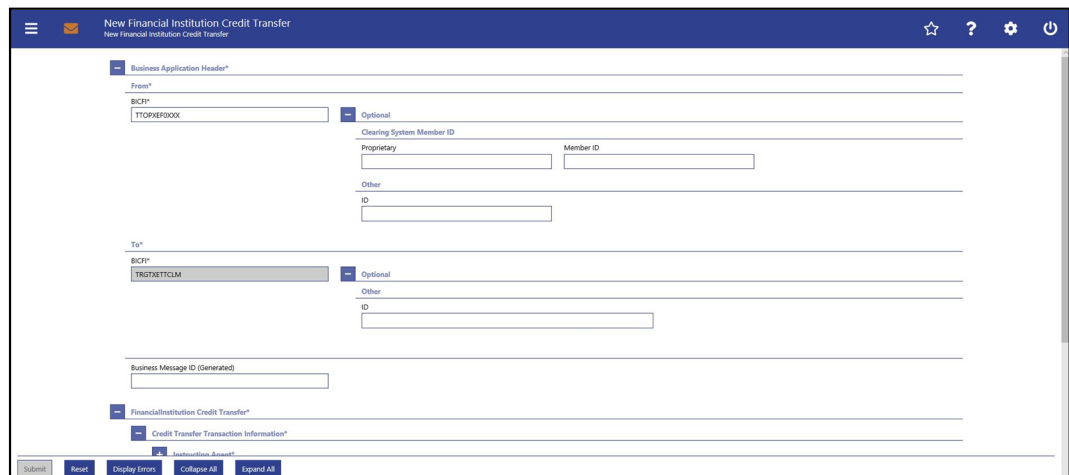 New Financial Institution Credit Transfer
New Financial Institution Credit Transfer
Business Application Header*
From*
BICFI*
TTOPXEF0XXX
Optional
Clearing System Member ID
Proprietary Member ID
Other
ID
To*
BICFI*
TRGTXETTCLM
Optional
Other
ID
Business Message ID (Generated)
FinancialInstitution Credit Transfer*
Credit Transfer Transaction Information*
Instructing Agent*
Submit Reset Display Errors Collapse All Expand All